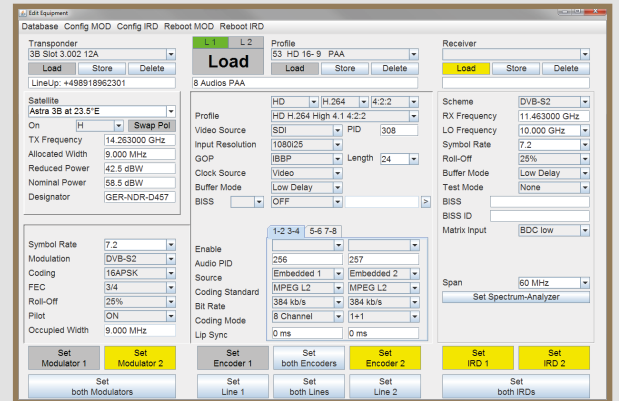 Edit Equipment
Database Config MOD Config IRD Reboot MOD Reboot IRD
Transponder
3B Slot 3.002 12A
Load Store Delete
LineUp: +498918962301
Satellite
Astra 3B at 23.5°E
On H Swap Pol
TX Frequency 14.263000 GHz
Allocated Width 9.000 MHz
Reduced Power 42.5 dBW
Nominal Power 58.5 dBW
Designator GER-NDR-D457
Symbol Rate 7.2
Modulation DVB-S2
Coding 16APSK
FEC 3/4
Roll-Off 25%
Pilot ON
Occupied Width 9.000 MHz
Set Modulator 1
Set Modulator 2
Set both Modulators
L 1 L 2
Load
Profile
53 HD 16- 9 PAA
Load Store Delete
8 Audios PAA
HD H.264 4:2:2
Profile HD H.264 High 4.1 4:2:2
Video Source SDI PID 308
Input Resolution 1080i25
GOP IBBP Length 24
Clock Source Video
Buffer Mode Low Delay
BISS OFF >
1-2 3-4 5-6 7-8
Enable
Audio PID 256 257
Source Embedded 1 Embedded 2
Coding Standard MPEG L2 MPEG L2
Bit Rate 384 kb/s 384 kb/s
Coding Mode 8 Channel 1+1
Lip Sync 0 ms 0 ms
Set Encoder 1
Set both Encoders
Set Encoder 2
Set Line 1
Set both Lines
Set Line 2
Receiver
Load Store Delete
Scheme DVB-S2
RX Frequency 11.463000 GHz
LO Frequency 10.000 GHz
Symbol Rate 7.2
Roll-Off 25%
Buffer Mode Low Delay
Test Mode None
BISS
BISS ID
Matrix Input BDC low
Span 60 MHz
Set Spectrum-Analyzer
Set IRD 1
Set IRD 2
Set both IRDs